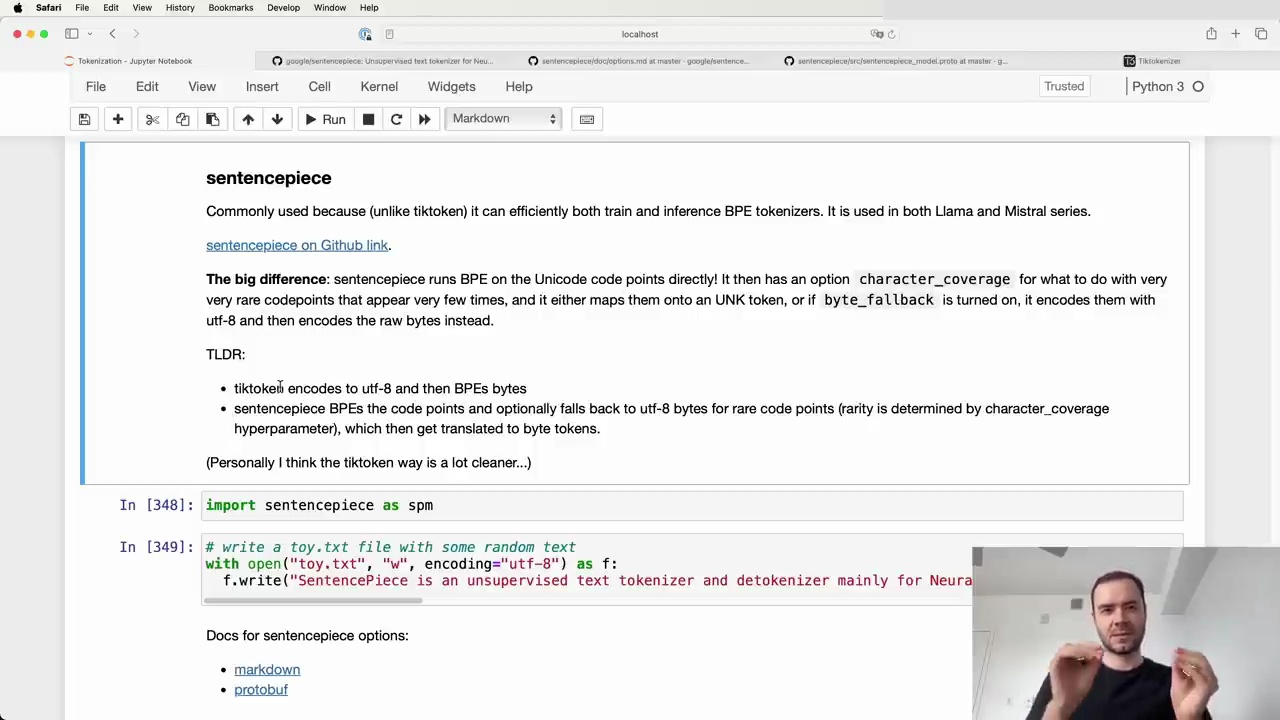 Safari File Edit View History Bookmarks Develop Window Help
localhost
Tokenization - Jupyter Notebook
google/sentencepiece: Unsupervised text tokenizer for Neu...
sentencepiece/doc/options.md at master · google/sentence...
sentencepiece/src/sentencepiece_model.proto at master · g...
Tiktokenizer
File Edit View Insert Cell Kernel Widgets Help
Trusted
Python 3
Run
Markdown
sentencepiece
Commonly used because (unlike tiktoken) it can efficiently both train and inference BPE tokenizers. It is used in both Llama and Mistral series.
sentencepiece on Github link.
The big difference: sentencepiece runs BPE on the Unicode code points directly! It then has an option character_coverage for what to do with very
very rare codepoints that appear very few times, and it either maps them onto an UNK token, or if byte_fallback is turned on, it encodes them with
utf-8 and then encodes the raw bytes instead.
TLDR:
• tiktoken encodes to utf-8 and then BPEs bytes
• sentencepiece BPEs the code points and optionally falls back to utf-8 bytes for rare code points (rarity is determined by character_coverage
hyperparameter), which then get translated to byte tokens.
(Personally I think the tiktoken way is a lot cleaner...)
In [348]: import sentencepiece as spm
In [349]: # write a toy.txt file with some random text
with open("toy.txt", "w", encoding="utf-8") as f:
f.write("SentencePiece is an unsupervised text tokenizer and detokenizer mainly for Neura
Docs for sentencepiece options:
• markdown
• protobuf